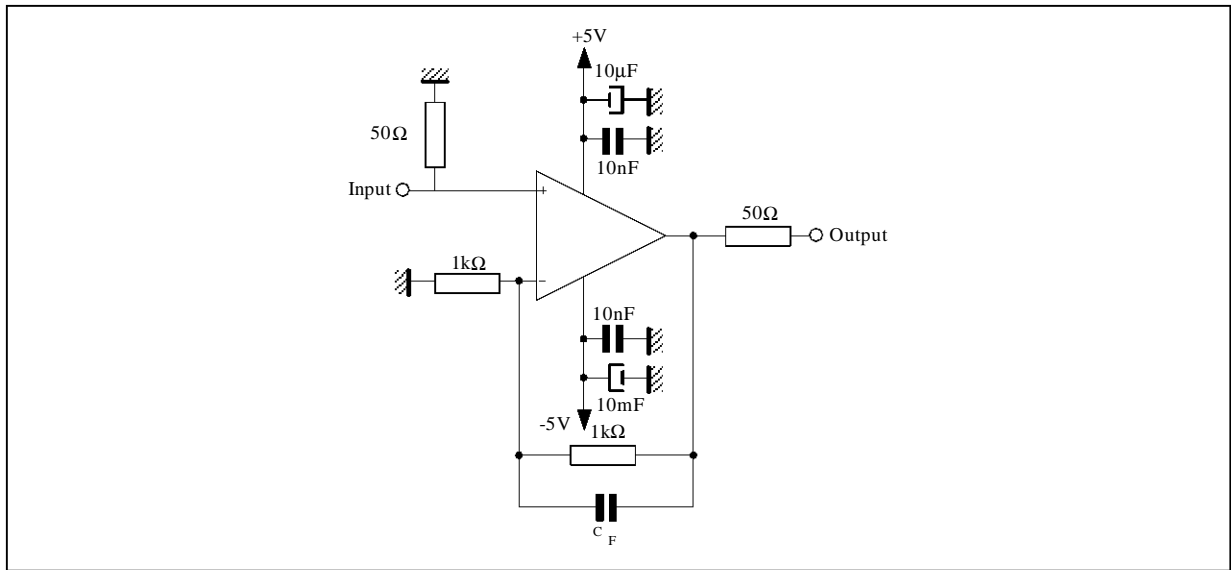 +5V
10µF
50Ω
10nF
Input
+
50Ω
Output
1kΩ
−
10nF
10mF
-5V
1kΩ
C F